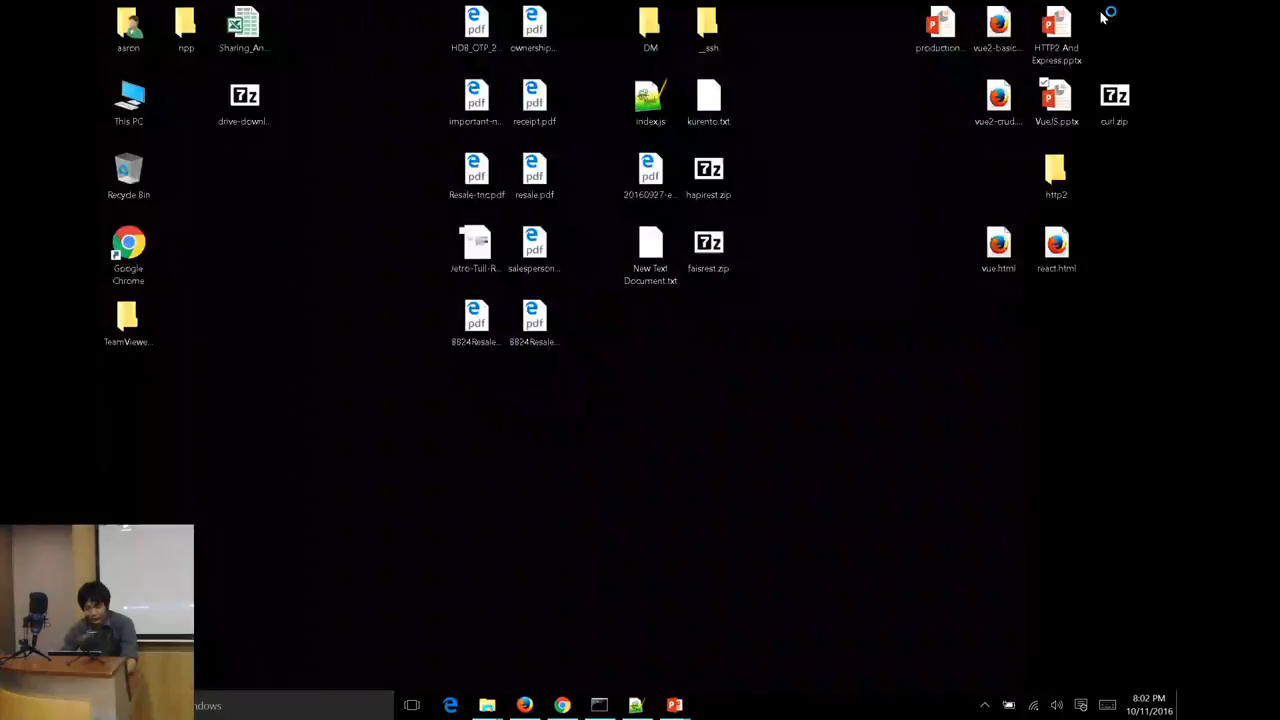 aaron
npp
Sharing_An...
HDB_OTP_2...
ownership...
DM
__ssh
production...
vue2-basic...
HTTP2 And
Express.pptx
This PC
drive-downl...
important-n...
receipt.pdf
index.js
kurento.txt
vue2-crud....
VueJS.pptx
curl.zip
Recycle Bin
Resale-tnc.pdf
resale.pdf
20160927-e...
hapirest.zip
http2
Google
Chrome
Jetro-Tull-R...
salesperson...
New Text
Document.txt
faisrest.zip
vue.html
react.html
TeamViewe...
8824Resale...
8824Resale...
ndows
8:02 PM
10/11/2016